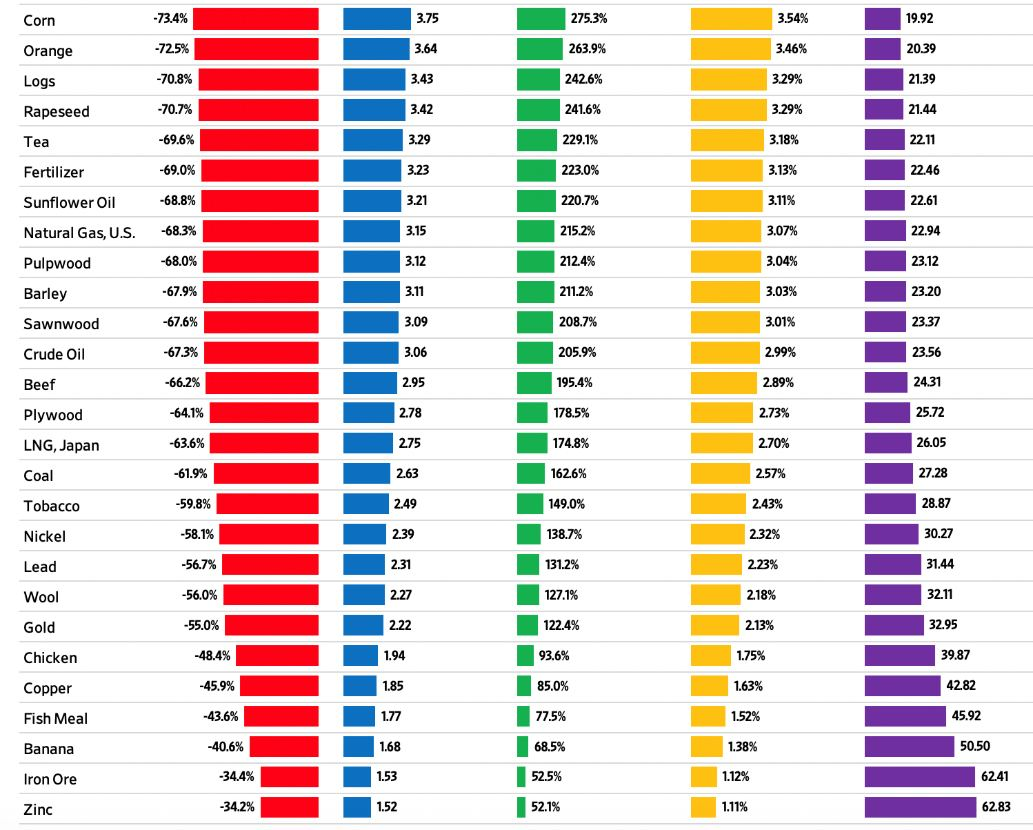 Corn -73.4% 3.75 275.3% 3.54% 19.92
Orange -72.5% 3.64 263.9% 3.46% 20.39
Logs -70.8% 3.43 242.6% 3.29% 21.39
Rapeseed -70.7% 3.42 241.6% 3.29% 21.44
Tea -69.6% 3.29 229.1% 3.18% 22.11
Fertilizer -69.0% 3.23 223.0% 3.13% 22.46
Sunflower Oil -68.8% 3.21 220.7% 3.11% 22.61
Natural Gas, U.S. -68.3% 3.15 215.2% 3.07% 22.94
Pulpwood -68.0% 3.12 212.4% 3.04% 23.12
Barley -67.9% 3.11 211.2% 3.03% 23.20
Sawnwood -67.6% 3.09 208.7% 3.01% 23.37
Crude Oil -67.3% 3.06 205.9% 2.99% 23.56
Beef -66.2% 2.95 195.4% 2.89% 24.31
Plywood -64.1% 2.78 178.5% 2.73% 25.72
LNG, Japan -63.6% 2.75 174.8% 2.70% 26.05
Coal -61.9% 2.63 162.6% 2.57% 27.28
Tobacco -59.8% 2.49 149.0% 2.43% 28.87
Nickel -58.1% 2.39 138.7% 2.32% 30.27
Lead -56.7% 2.31 131.2% 2.23% 31.44
Wool -56.0% 2.27 127.1% 2.18% 32.11
Gold -55.0% 2.22 122.4% 2.13% 32.95
Chicken -48.4% 1.94 93.6% 1.75% 39.87
Copper -45.9% 1.85 85.0% 1.63% 42.82
Fish Meal -43.6% 1.77 77.5% 1.52% 45.92
Banana -40.6% 1.68 68.5% 1.38% 50.50
Iron Ore -34.4% 1.53 52.5% 1.12% 62.41
Zinc -34.2% 1.52 52.1% 1.11% 62.83